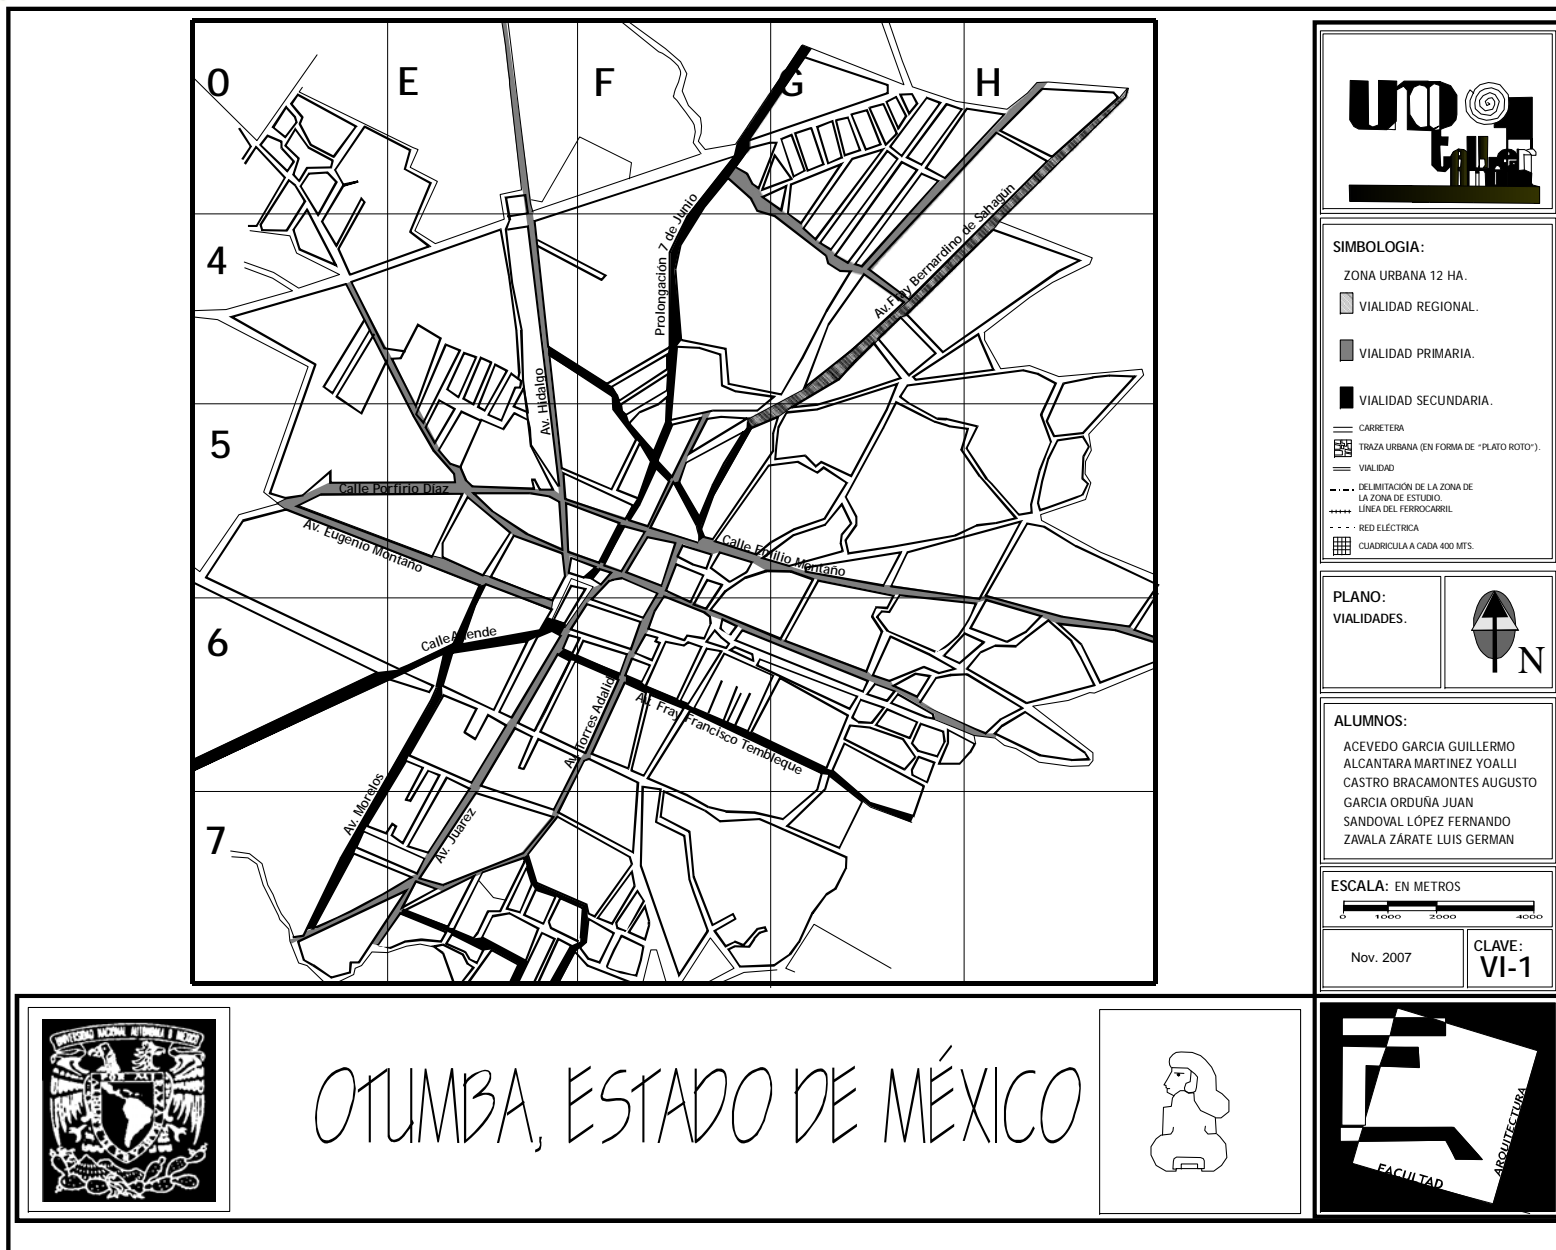 0
E
F
G
H
4
5
6
7
Prolongación 7 de Junio
Av. Fray Bernardino de Sahagún
Av. Hidalgo
Calle Porfirio Díaz
Av. Eugenio Montaño
Calle Emilio Montaño
Calle Allende
Av. Torres Adalid
Av. Fray Francisco Tembleque
Av. Morelos
Av. Juárez
SIMBOLOGIA:
ZONA URBANA 12 HA.
VIALIDAD REGIONAL.
VIALIDAD PRIMARIA.
VIALIDAD SECUNDARIA.
CARRETERA
TRAZA URBANA (EN FORMA DE "PLATO ROTO").
VIALIDAD
DELIMITACIÓN DE LA ZONA DE
LA ZONA DE ESTUDIO.
LÍNEA DEL FERROCARRIL
RED ELÉCTRICA
CUADRICULA A CADA 400 MTS.
PLANO:
VIALIDADES.
N
ALUMNOS:
ACEVEDO GARCIA GUILLERMO
ALCANTARA MARTINEZ YOALLI
CASTRO BRACAMONTES AUGUSTO
GARCIA ORDUÑA JUAN
SANDOVAL LÓPEZ FERNANDO
ZAVALA ZÁRATE LUIS GERMAN
ESCALA: EN METROS
0 1000 2000 4000
Nov. 2007
CLAVE:
VI-1
OTUMBA, ESTADO DE MÉXICO
FACULTAD
ARQUITECTURA